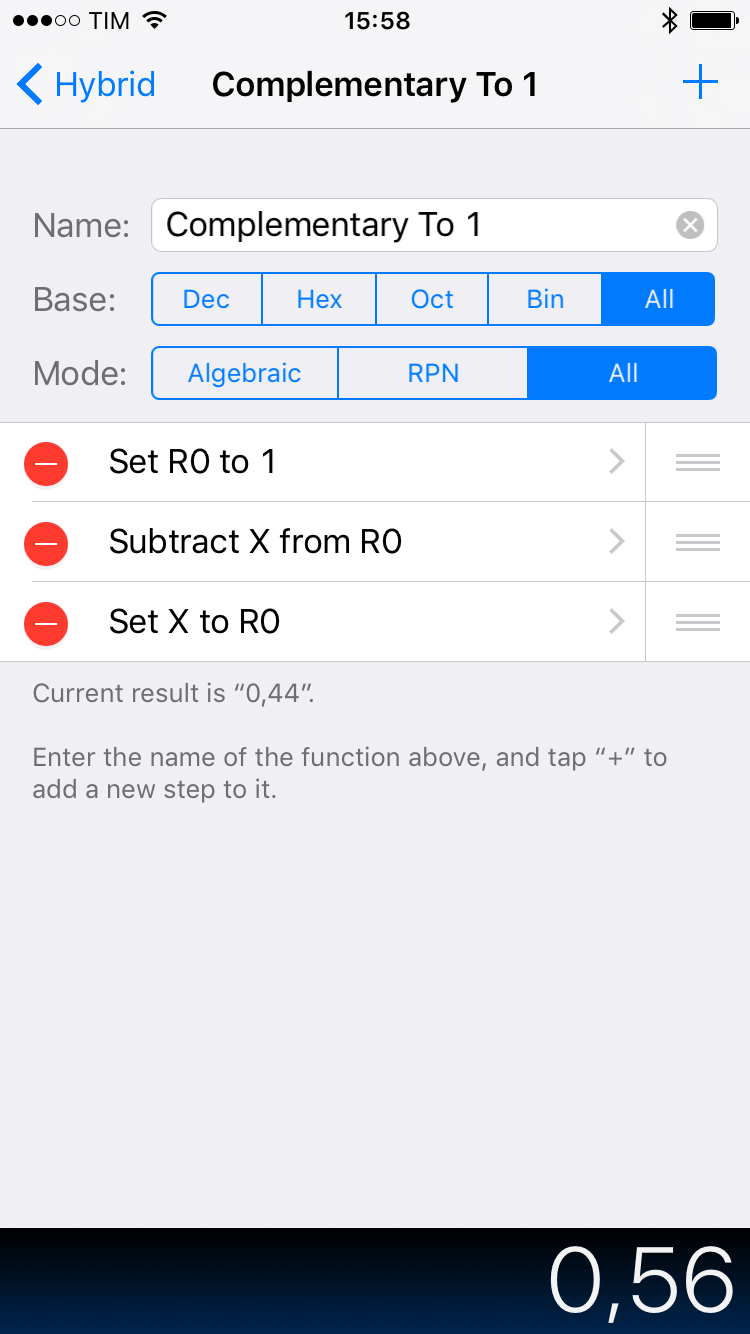 TIM 15:58
Hybrid Complementary To 1 +
Name: Complementary To 1
Base: Dec Hex Oct Bin All
Mode: Algebraic RPN All
Set R0 to 1
Subtract X from R0
Set X to R0
Current result is “0,44”.
Enter the name of the function above, and tap “+” to
add a new step to it.
0,56